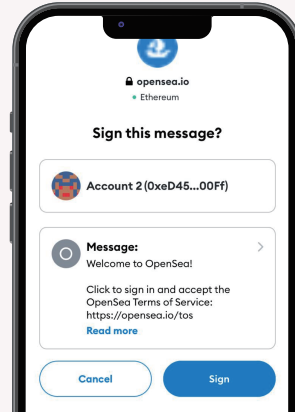 opensea.io
Ethereum
Sign this message?
Account 2 (0xeD45...00Ff)
Message:
Welcome to OpenSea!
Click to sign in and accept the
OpenSea Terms of Service:
https://opensea.io/tos
Read more
Cancel
Sign